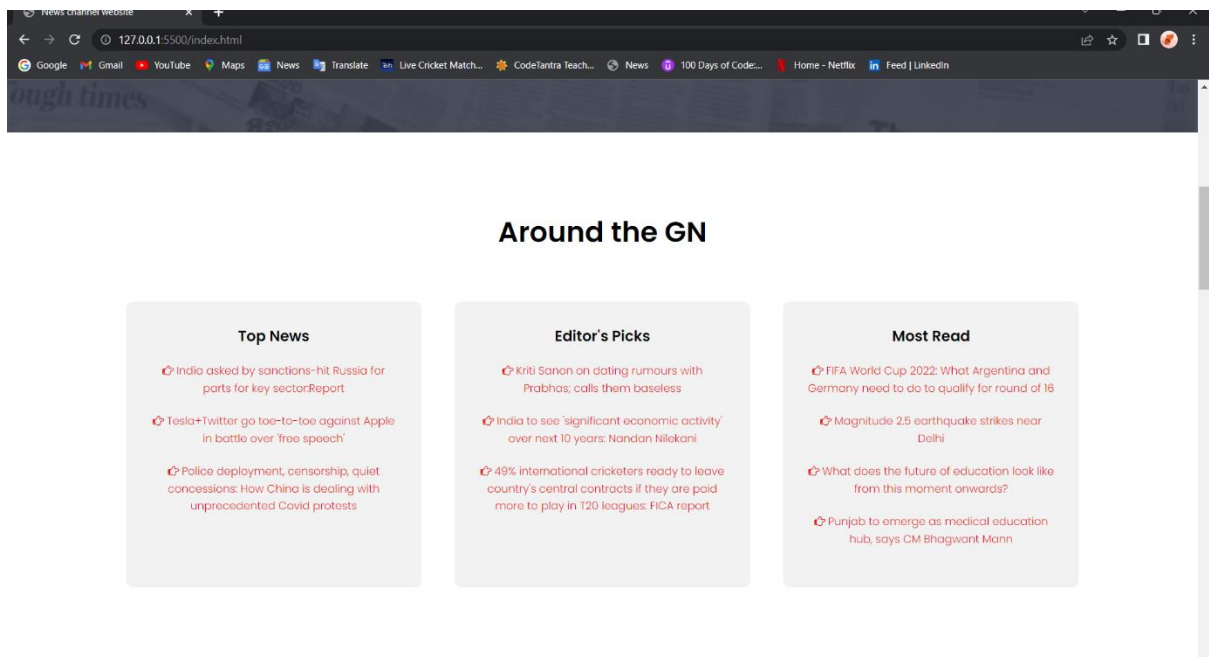 News channel website
127.0.0.1:5500/index.html
Google Gmail YouTube Maps News Translate Live Cricket Match... CodeTantra Teach... News 100 Days of Code:... Home - Netflix Feed | LinkedIn
ough times
Around the GN
Top News
India asked by sanctions-hit Russia for
parts for key sector:Report
Tesla+Twitter go toe-to-toe against Apple
in battle over 'free speech'
Police deployment, censorship, quiet
concessions: How China is dealing with
unprecedented Covid protests
Editor's Picks
Kriti Sanon on dating rumours with
Prabhas; calls them baseless
India to see 'significant economic activity'
over next 10 years: Nandan Nilekani
49% international cricketers ready to leave
country's central contracts if they are paid
more to play in T20 leagues: FICA report
Most Read
FIFA World Cup 2022: What Argentina and
Germany need to do to qualify for round of 16
Magnitude 2.5 earthquake strikes near
Delhi
What does the future of education look like
from this moment onwards?
Punjab to emerge as medical education
hub, says CM Bhagwant Mann